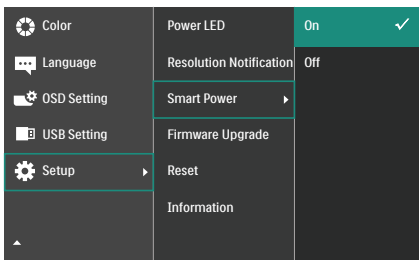 Color
Language
OSD Setting
USB Setting
Setup
Power LED
Resolution Notification
Smart Power
Firmware Upgrade
Reset
Information
On
Off